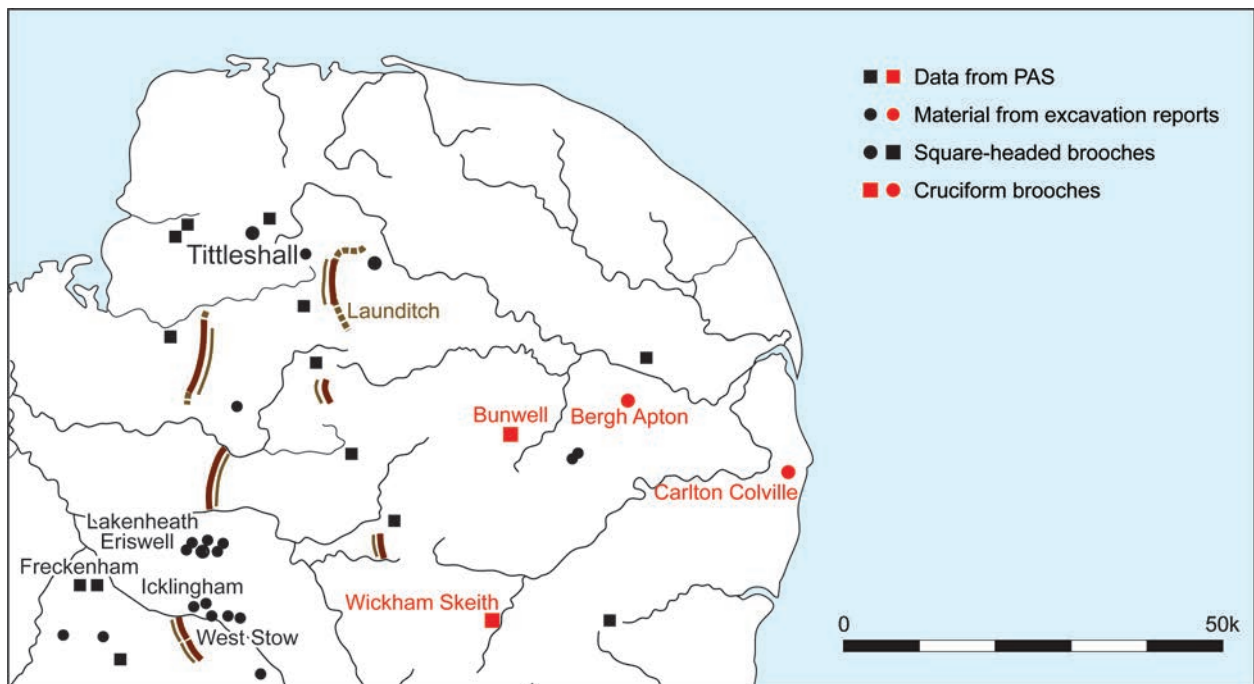 Data from PAS
Material from excavation reports
Square-headed brooches
Cruciform brooches
Tittleshall
Launditch
Bunwell
Bergh Apton
Carlton Colville
Lakenheath
Eriswell
Freckenham
Icklingham
Wickham Skeith
West Stow
0
50k